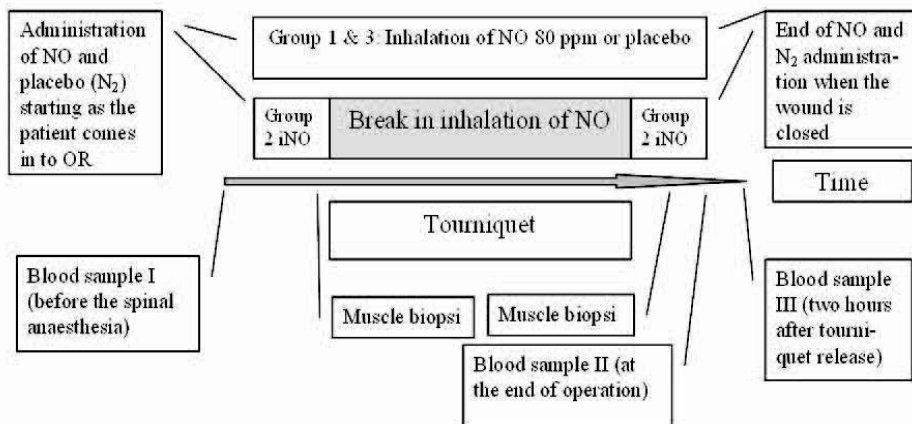 Administration
of NO and
placebo (N₂)
starting as the
patient comes
in to OR
Group 1 & 3: Inhalation of NO 80 ppm or placebo
End of NO and
N₂ administra-
tion when the
wound is
closed
Group
2 iNO
Break in inhalation of NO
Group
2 iNO
Time
Tourniquet
Blood sample I
(before the spinal
anaesthesia)
Muscle biopsi
Muscle biopsi
Blood sample II (at
the end of operation)
Blood sample
III (two hours
after tourni-
quet release)